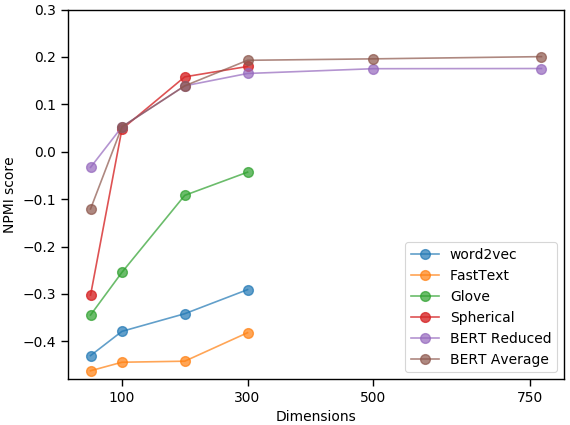 0.3
0.2
0.1
0.0
−0.1
−0.2
−0.3
−0.4
NPMI score
word2vec
FastText
Glove
Spherical
BERT Reduced
BERT Average
100
300
500
750
Dimensions